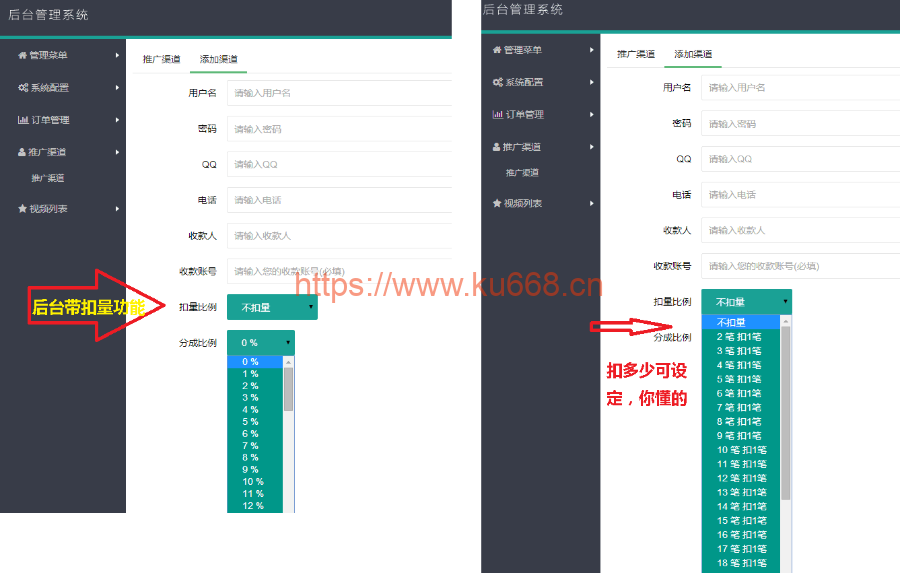 后台管理系统
管理菜单
系统配置
订单管理
推广渠道
推广渠道
视频列表
推广渠道 添加渠道
用户名 请输入用户名
密码 请输入密码
QQ 请输入QQ
电话 请输入电话
收款人 请输入收款人
收款账号 请输入您的收款账号(必填)
扣量比例 不扣量
分成比例 0 %
0 %
1 %
2 %
3 %
4 %
5 %
6 %
7 %
8 %
9 %
10 %
11 %
12 %
后台带扣量功能
https://www.ku668.cn
后台管理系统
管理菜单
系统配置
订单管理
推广渠道
推广渠道
视频列表
推广渠道 添加渠道
用户名 请输入用户名
密码 请输入密码
QQ 请输入QQ
电话 请输入电话
收款人 请输入收款人
收款账号 请输入您的收款账号(必填)
扣量比例 不扣量
分成比例
不扣量
2 笔 扣1笔
3 笔 扣1笔
4 笔 扣1笔
5 笔 扣1笔
6 笔 扣1笔
7 笔 扣1笔
8 笔 扣1笔
9 笔 扣1笔
10 笔 扣1笔
11 笔 扣1笔
12 笔 扣1笔
13 笔 扣1笔
14 笔 扣1笔
15 笔 扣1笔
16 笔 扣1笔
17 笔 扣1笔
18 笔 扣1笔
扣多少可设
定，你懂的